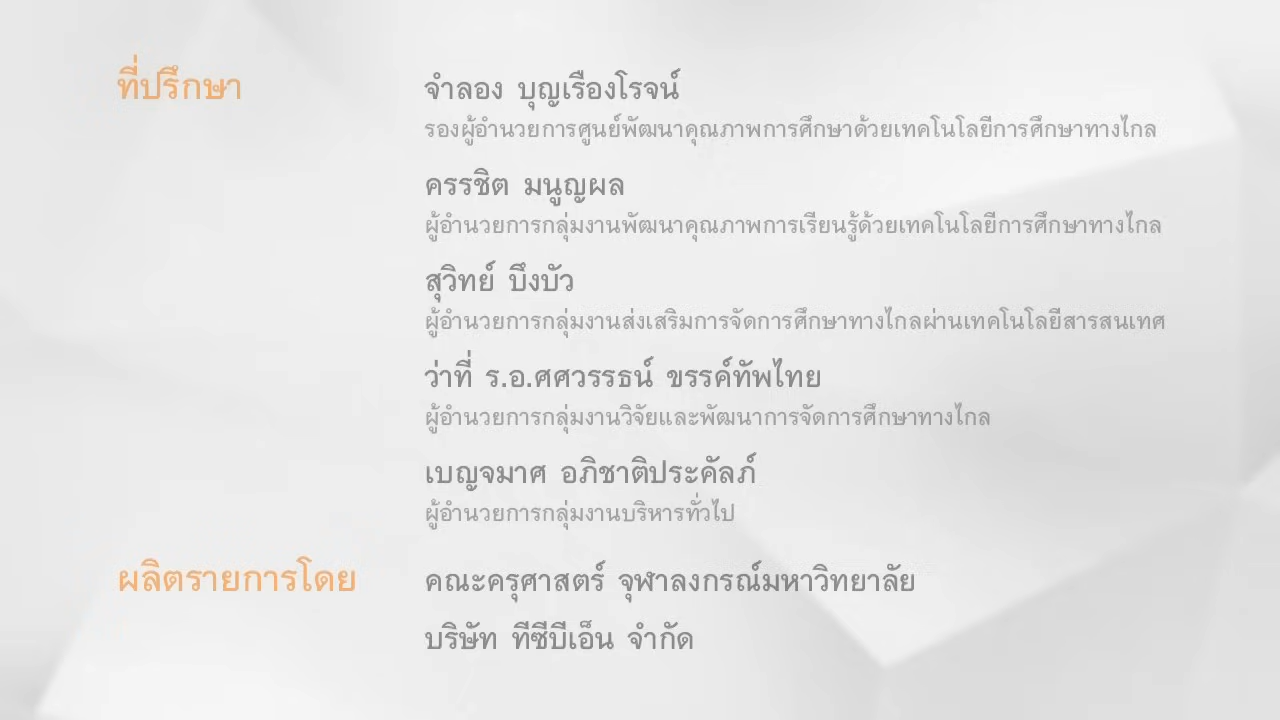 ที่ปรึกษา จำลอง บุญเรืองโรจน์
รองผู้อำนวยการศูนย์พัฒนาคุณภาพการศึกษาด้วยเทคโนโลยีการศึกษาทางไกล
ครรชิต มนูญผล
ผู้อำนวยการกลุ่มงานพัฒนาคุณภาพการเรียนรู้ด้วยเทคโนโลยีการศึกษาทางไกล
สุวิทย์ บึงบัว
ผู้อำนวยการกลุ่มงานส่งเสริมการจัดการศึกษาทางไกลผ่านเทคโนโลยีสารสนเทศ
ว่าที่ ร.อ.ศศวรรธน์ ขรรค์ทัพไทย
ผู้อำนวยการกลุ่มงานวิจัยและพัฒนาการจัดการศึกษาทางไกล
เบญจมาศ อภิชาติประคัลภ์
ผู้อำนวยการกลุ่มงานบริหารทั่วไป
ผลิตรายการโดย คณะครุศาสตร์ จุฬาลงกรณ์มหาวิทยาลัย
บริษัท ทีซีบีเอ็น จำกัด